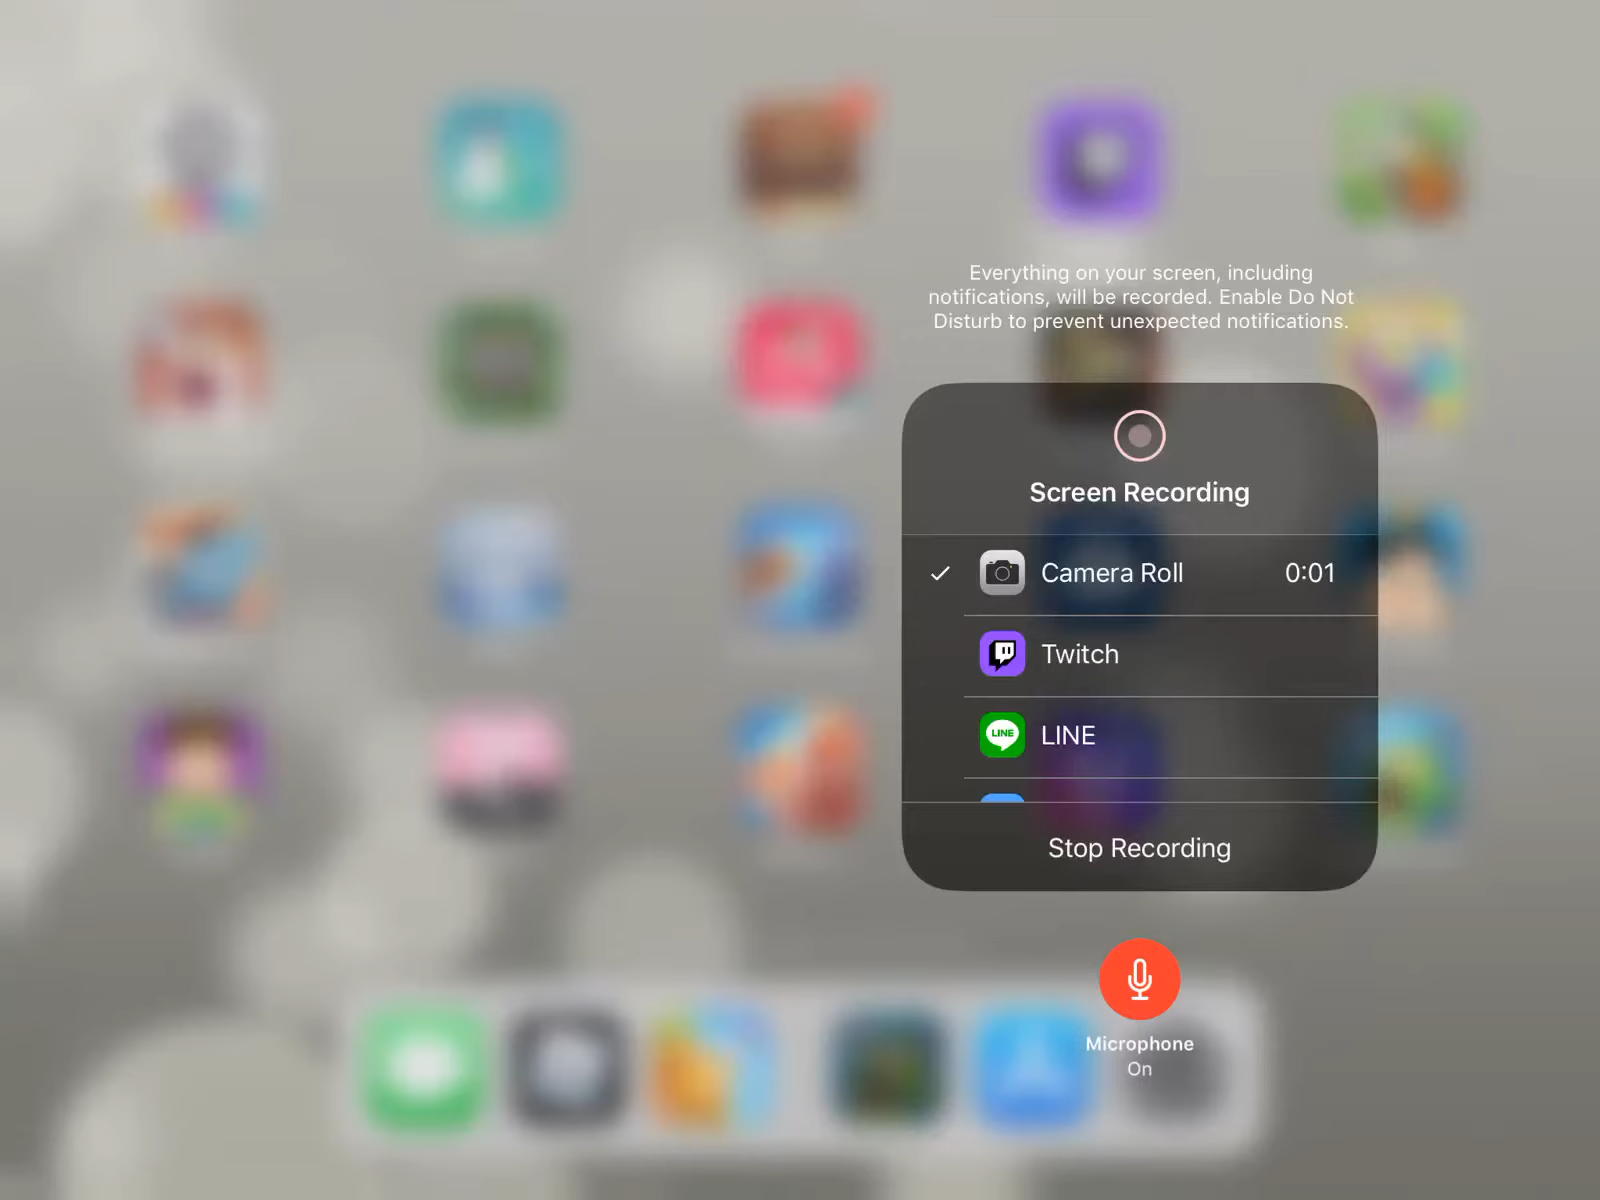 Everything on your screen, including
notifications, will be recorded. Enable Do Not
Disturb to prevent unexpected notifications.
Screen Recording
Camera Roll 0:01
Twitch
LINE
LINE
Stop Recording
Microphone
On